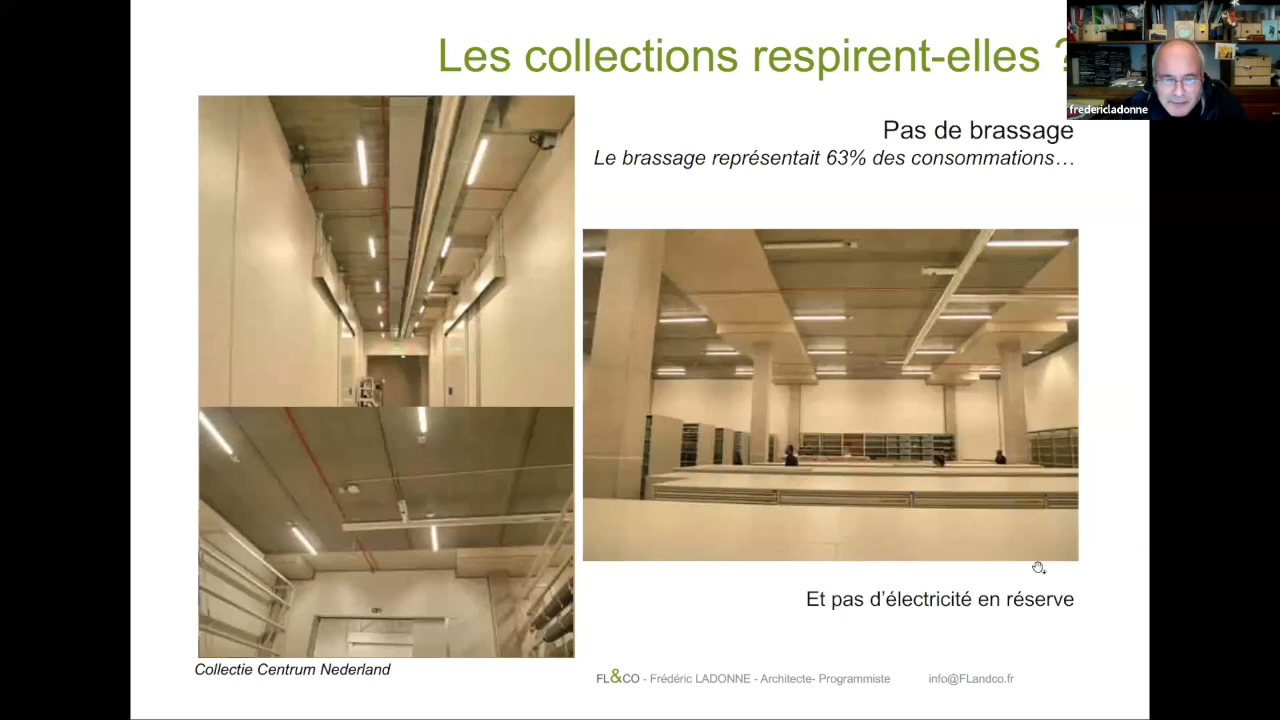 Les collections respirent-elles ?
fredericladonne
Pas de brassage
Le brassage représentait 63% des consommations…
Et pas d’électricité en réserve
Collectie Centrum Nederland
FL&CO - Frédéric LADONNE - Architecte- Programmiste info@FLandco.fr